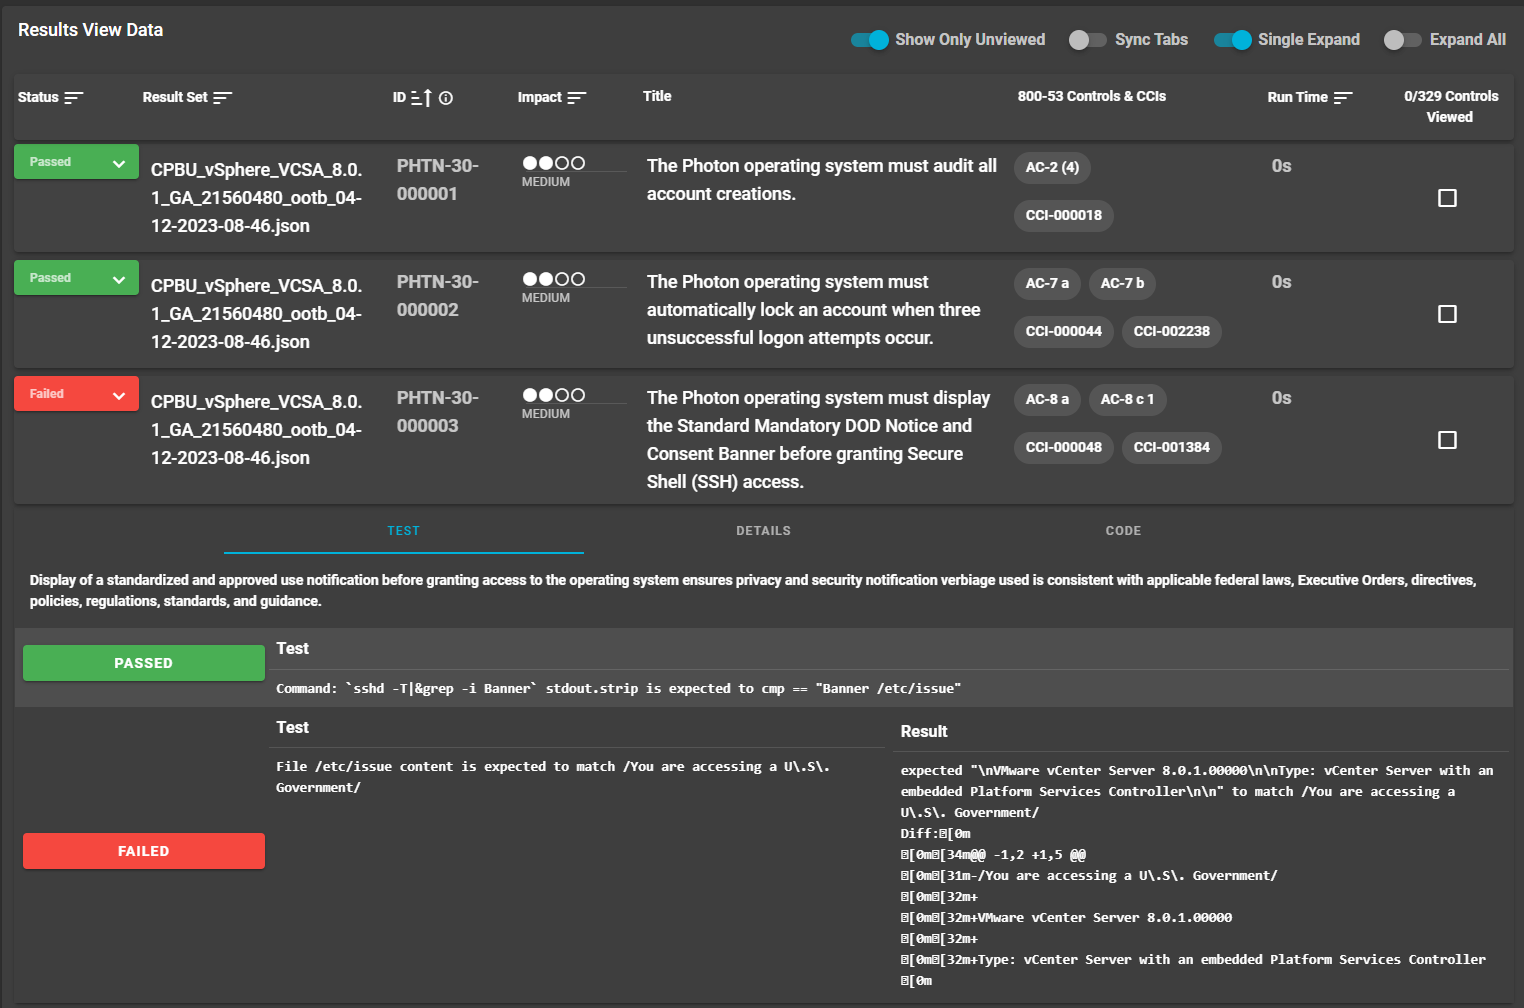 Results View Data
Show Only Unviewed
Sync Tabs
Single Expand
Expand All
Status
Result Set
ID
Impact
Title
800-53 Controls & CCIs
Run Time
0/329 Controls
Viewed
Passed
CPBU_vSphere_VCSA_8.0.
1_GA_21560480_ootb_04-
12-2023-08-46.json
PHTN-30-
000001
MEDIUM
The Photon operating system must audit all
account creations.
AC-2 (4)
CCI-000018
0s
Passed
CPBU_vSphere_VCSA_8.0.
1_GA_21560480_ootb_04-
12-2023-08-46.json
PHTN-30-
000002
MEDIUM
The Photon operating system must
automatically lock an account when three
unsuccessful logon attempts occur.
AC-7 a
AC-7 b
CCI-000044
CCI-002238
0s
Failed
CPBU_vSphere_VCSA_8.0.
1_GA_21560480_ootb_04-
12-2023-08-46.json
PHTN-30-
000003
MEDIUM
The Photon operating system must display
the Standard Mandatory DOD Notice and
Consent Banner before granting Secure
Shell (SSH) access.
AC-8 a
AC-8 c 1
CCI-000048
CCI-001384
0s
TEST
DETAILS
CODE
Display of a standardized and approved use notification before granting access to the operating system ensures privacy and security notification verbiage used is consistent with applicable federal laws, Executive Orders, directives,
policies, regulations, standards, and guidance.
PASSED
Test
Command: `sshd -T|&grep -i Banner` stdout.strip is expected to cmp == "Banner /etc/issue"
FAILED
Test
File /etc/issue content is expected to match /You are accessing a U\.S\.
Government/
Result
expected "\nVMware vCenter Server 8.0.1.00000\n\nType: vCenter Server with an
embedded Platform Services Controller\n\n" to match /You are accessing a
U\.S\. Government/
Diff:[0m
[0m[34m@@ -1,2 +1,5 @@
[0m[31m-/You are accessing a U\.S\. Government/
[0m[32m+
[0m[32m+VMware vCenter Server 8.0.1.00000
[0m[32m+
[0m[32m+Type: vCenter Server with an embedded Platform Services Controller
[0m